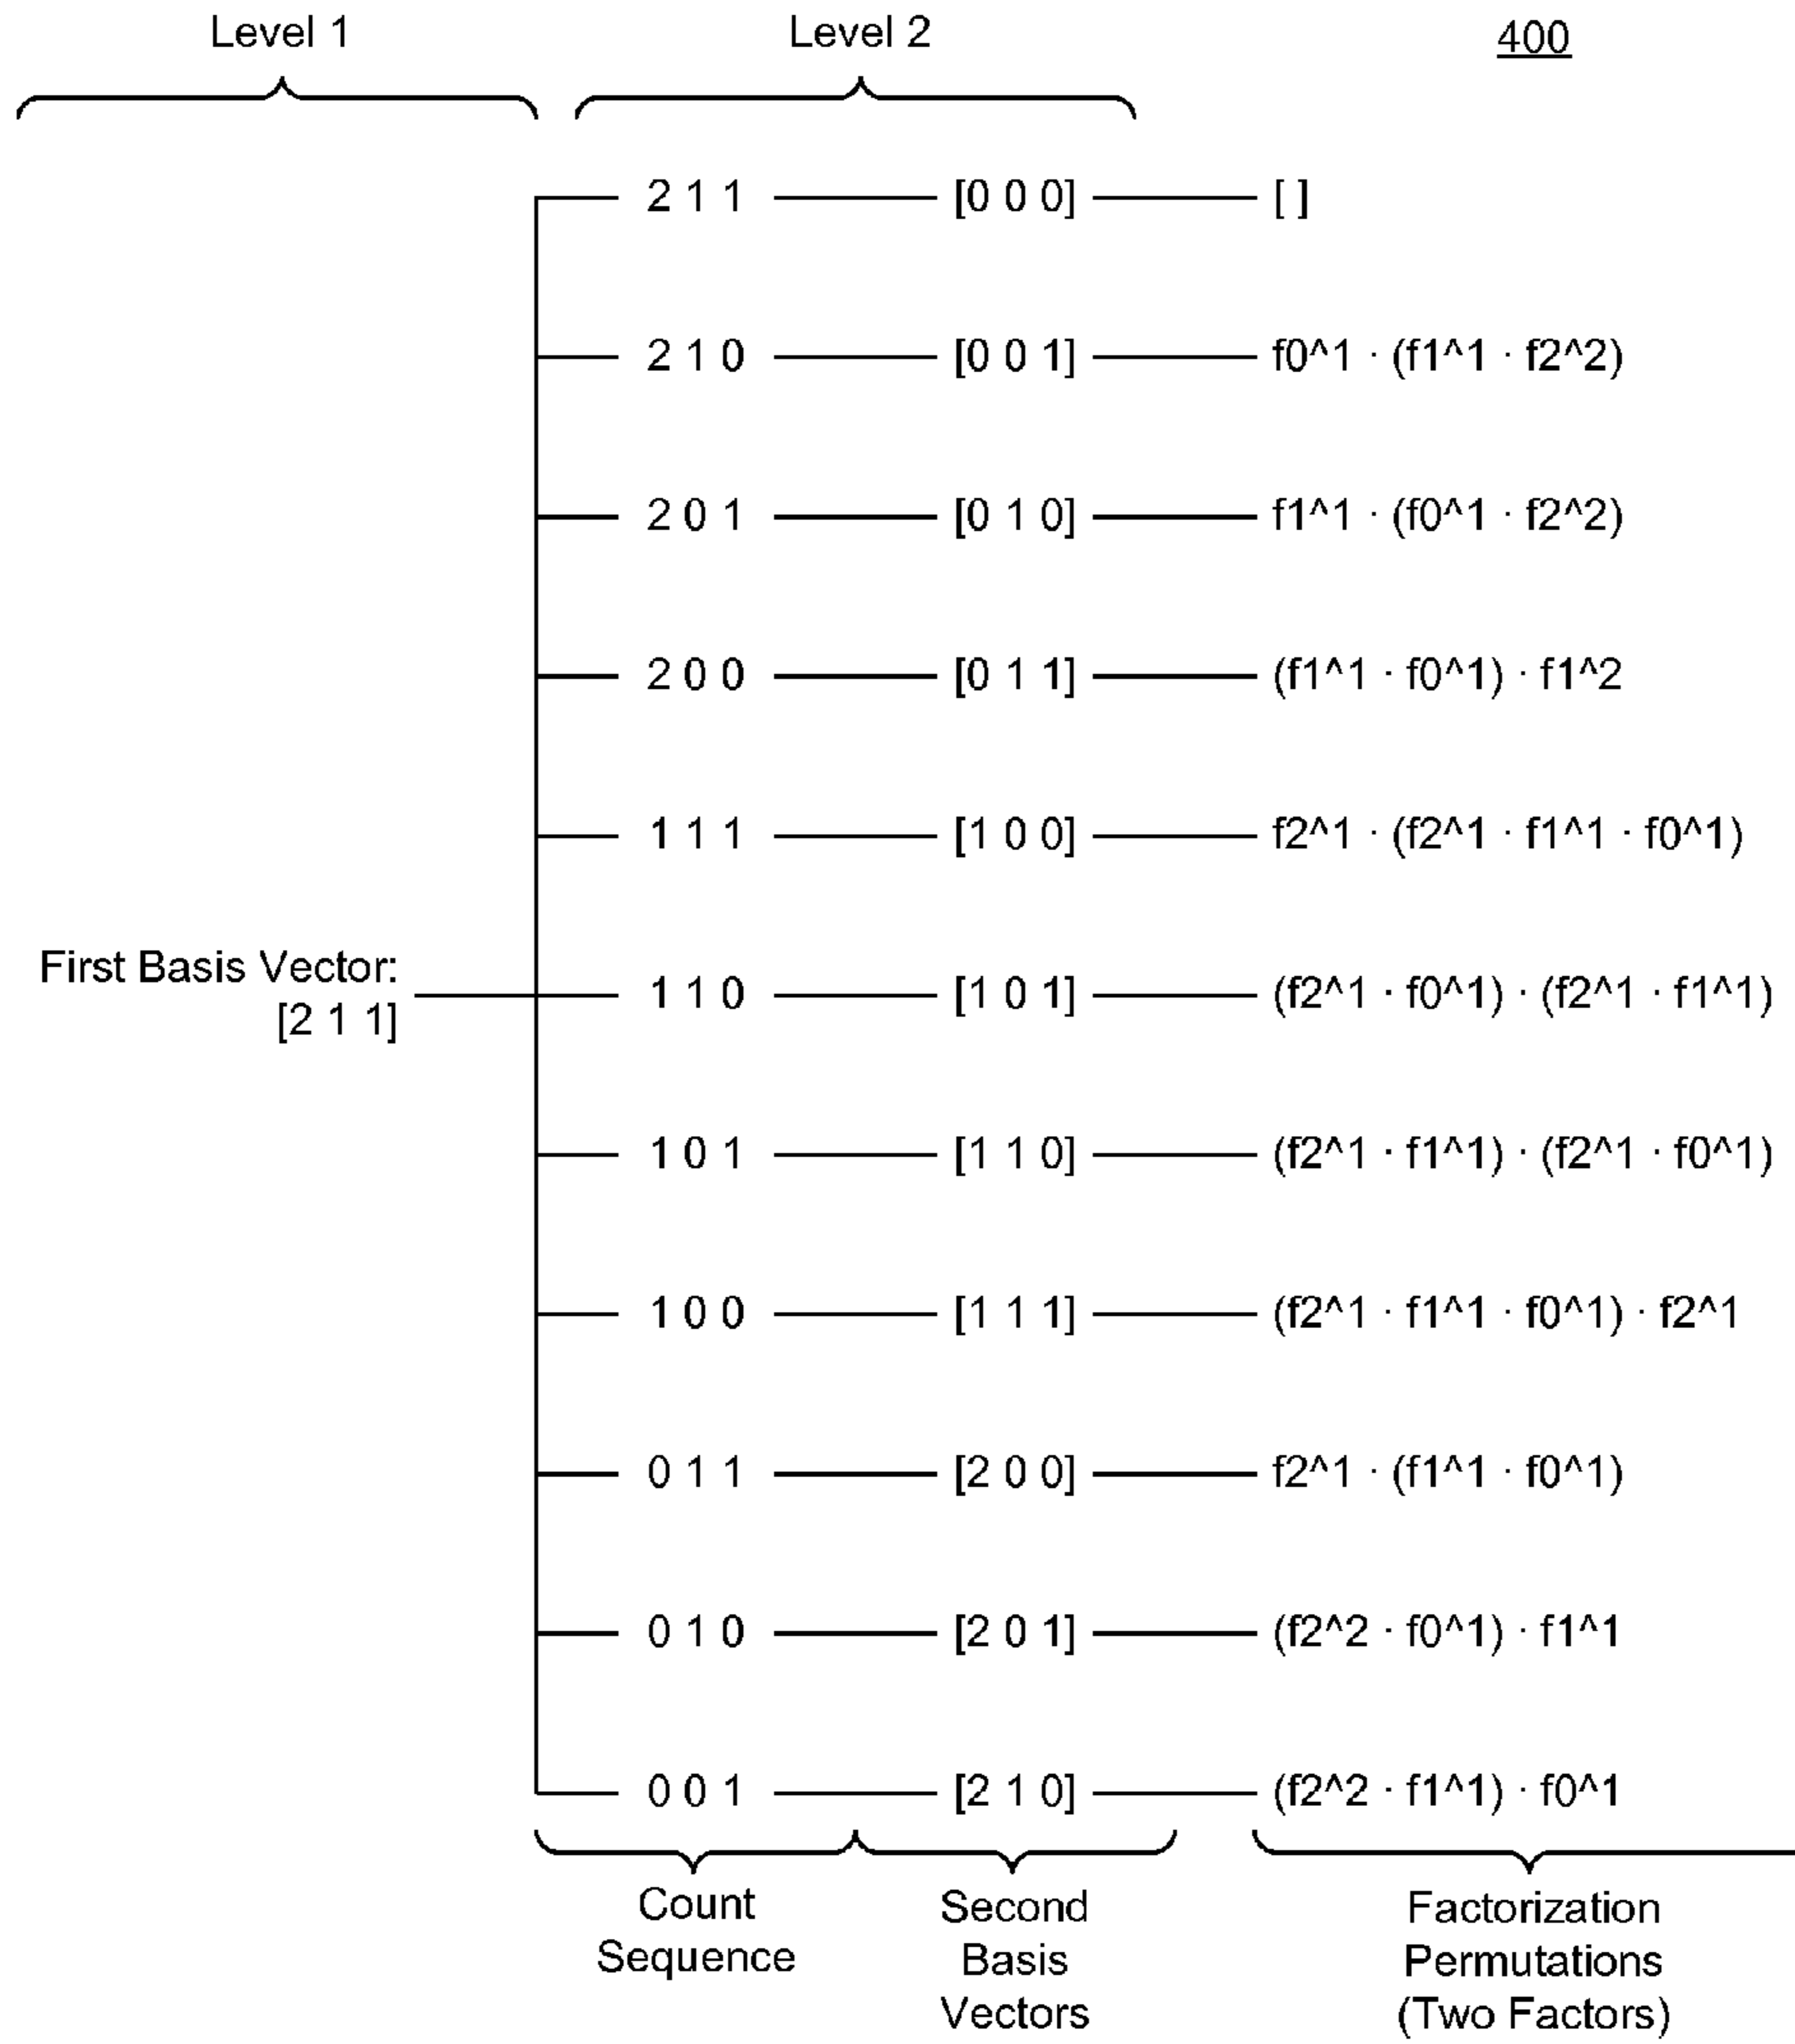 Level 1 Level 2 400
2 1 1 [0 0 0] [ ]
2 1 0 [0 0 1] f0^1 · (f1^1 · f2^2)
2 0 1 [0 1 0] f1^1 · (f0^1 · f2^2)
2 0 0 [0 1 1] (f1^1 · f0^1) · f1^2
1 1 1 [1 0 0] f2^1 · (f2^1 · f1^1 · f0^1)
First Basis Vector:
[2 1 1]
1 1 0 [1 0 1] (f2^1 · f0^1) · (f2^1 · f1^1)
1 0 1 [1 1 0] (f2^1 · f1^1) · (f2^1 · f0^1)
1 0 0 [1 1 1] (f2^1 · f1^1 · f0^1) · f2^1
0 1 1 [2 0 0] f2^1 · (f1^1 · f0^1)
0 1 0 [2 0 1] (f2^2 · f0^1) · f1^1
0 0 1 [2 1 0] (f2^2 · f1^1) · f0^1
Count
Sequence
Second
Basis
Vectors
Factorization
Permutations
(Two Factors)